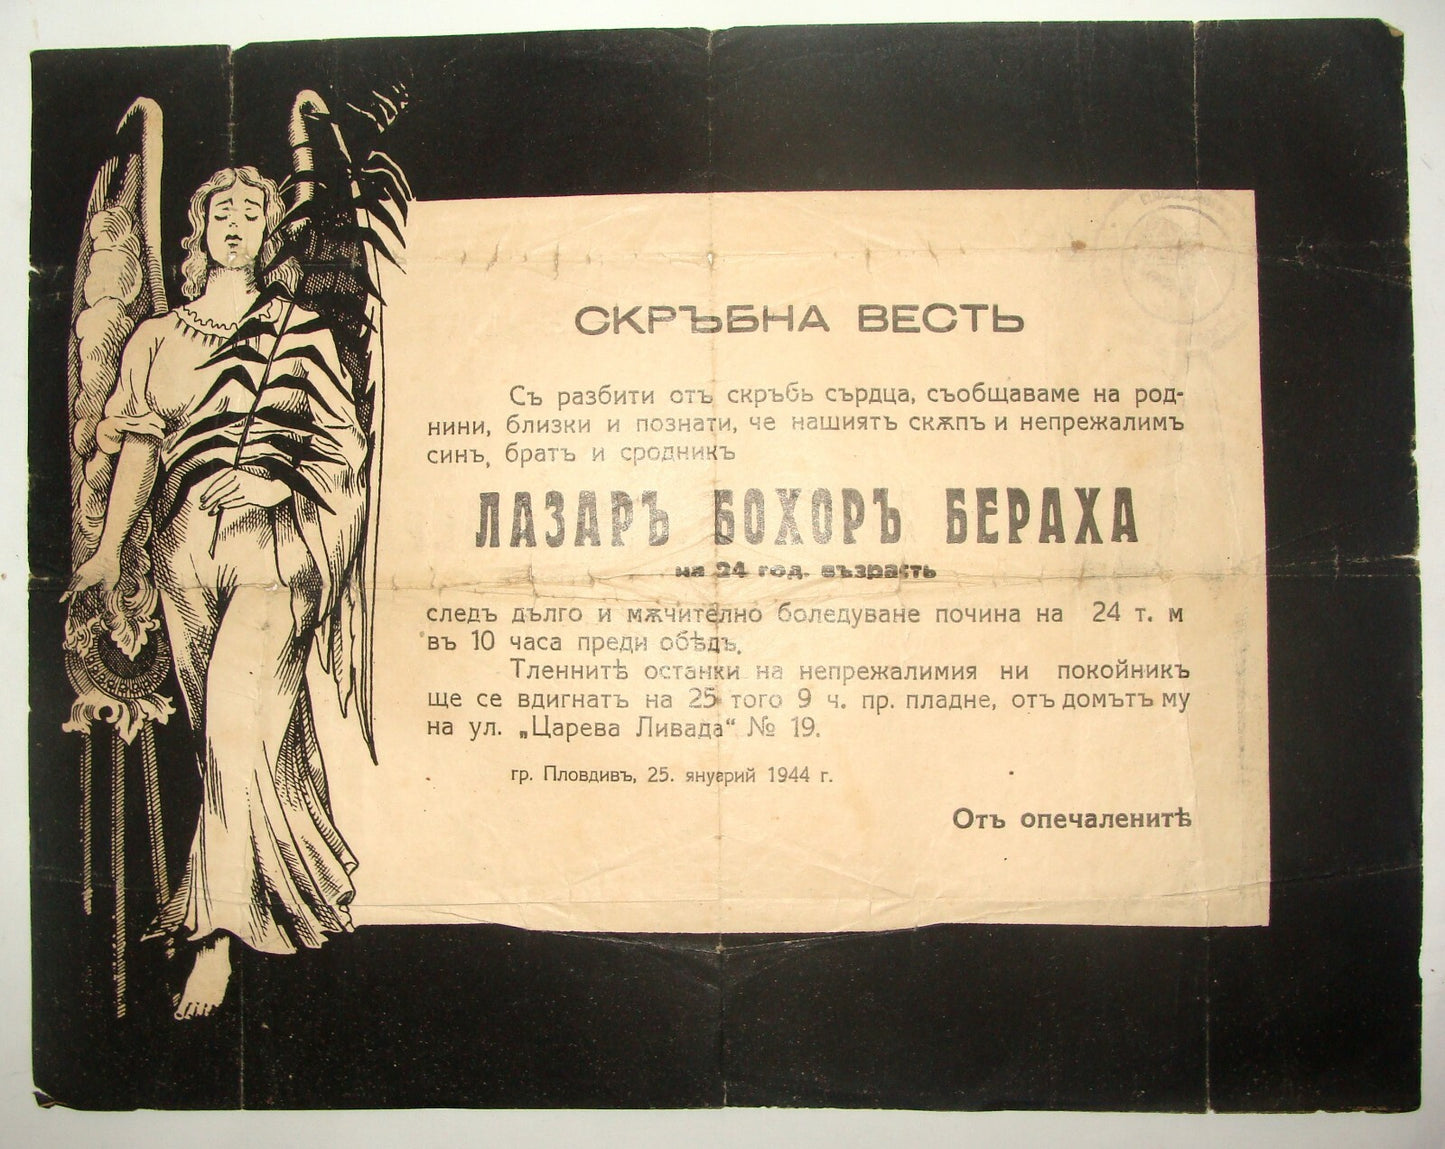 СКРЪБНА ВЕСТЬ
Съ разбити отъ скръбь сърдца, съобщаваме на род-
нини, близки и познати, че нашиятъ скѫпъ и непрежалимъ
синъ, братъ и сродникъ
ЛАЗАРЪ БОХОРЪ БЕРАХА
на 24 год. възрасть
следъ дълго и мѫчително боледуване почина на 24 т. м
въ 10 часа преди обѣдъ.
Тленнитѣ останки на непрежалимия ни покойникъ
ще се вдигнатъ на 25 того 9 ч. пр. пладне, отъ домътъ му
на ул. „Царева Ливада“ № 19.
гр. Пловдивъ, 25. януарий 1944 г.
Отъ опечаленитѣ